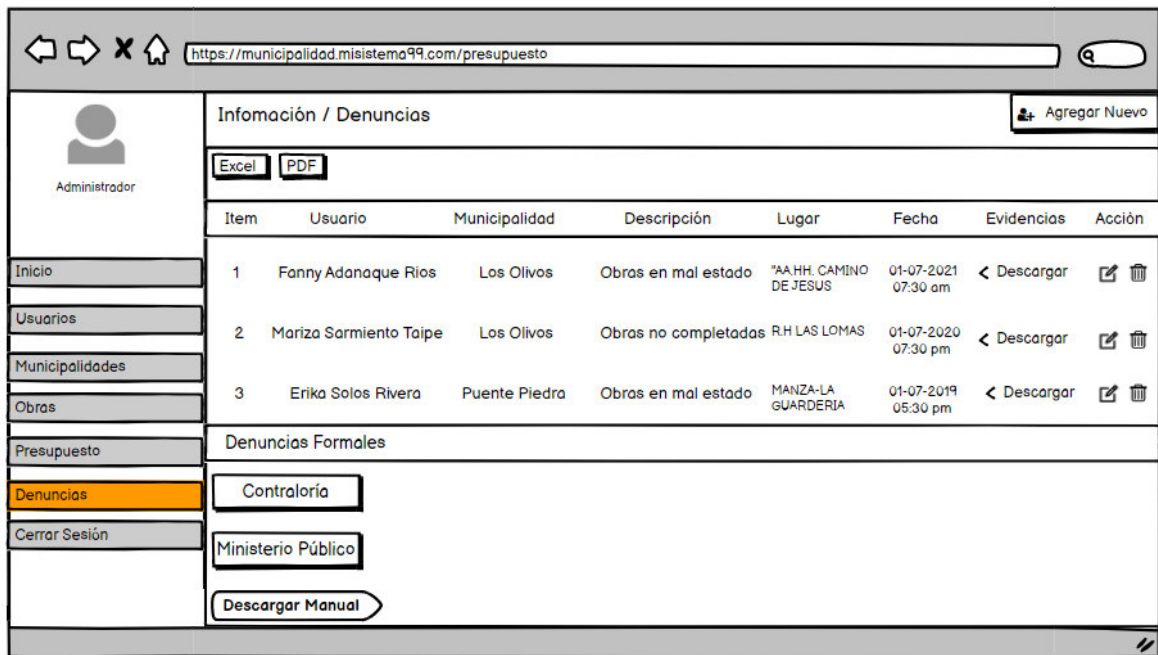 https://municipalidad.misistema99.com/presupuesto
Administrador
Inicio
Usuarios
Municipalidades
Obras
Presupuesto
Denuncias
Cerrar Sesión
Infomación / Denuncias
Agregar Nuevo
Excel PDF
Item Usuario Municipalidad Descripción Lugar Fecha Evidencias Acción
1 Fanny Adanaque Rios Los Olivos Obras en mal estado "AA.HH. CAMINO 01-07-2021 Descargar
DE JESUS 07:30 am
2 Mariza Sarmiento Taipe Los Olivos Obras no completadas R.H LAS LOMAS 01-07-2020 Descargar
07:30 pm
3 Erika Solos Rivera Puente Piedra Obras en mal estado MANZA-LA 01-07-2019 Descargar
GUARDERIA 05:30 pm
Denuncias Formales
Contraloría
Ministerio Público
Descargar Manual